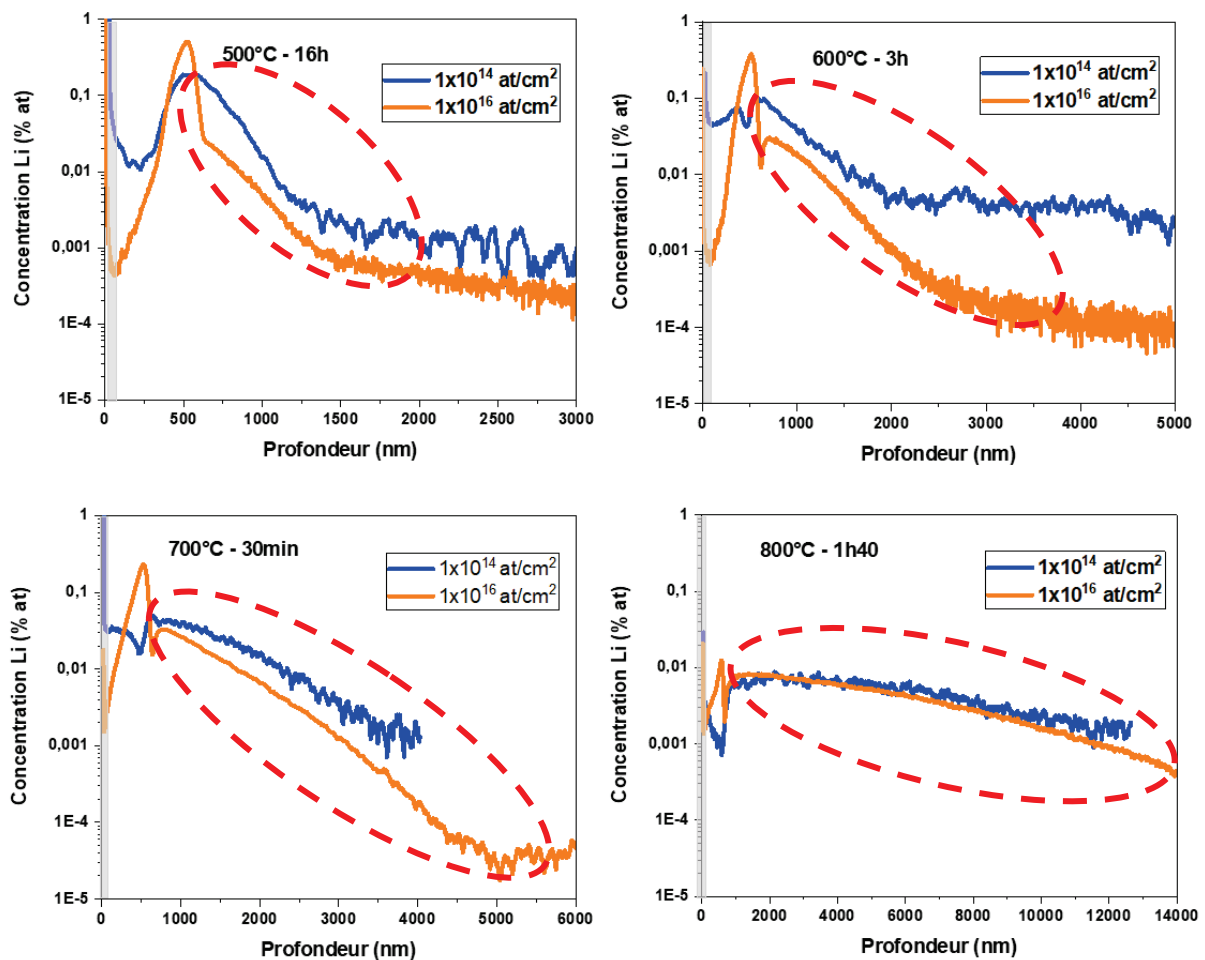 500°C - 16h
1x10¹⁴ at/cm²
1x10¹⁶ at/cm²
Concentration Li (% at)
1
0,1
0,01
0,001
1E-4
1E-5
0
500
1000
1500
2000
2500
3000
Profondeur (nm)
600°C - 3h
1x10¹⁴ at/cm²
1x10¹⁶ at/cm²
Concentration Li (% at)
1
0,1
0,01
0,001
1E-4
1E-5
0
1000
2000
3000
4000
5000
Profondeur (nm)
700°C - 30min
1x10¹⁴ at/cm²
1x10¹⁶ at/cm²
Concentration Li (% at)
1
0,1
0,01
0,001
1E-4
1E-5
0
1000
2000
3000
4000
5000
6000
Profondeur (nm)
800°C - 1h40
1x10¹⁴ at/cm²
1x10¹⁶ at/cm²
Concentration Li (% at)
1
0,1
0,01
0,001
1E-4
1E-5
0
2000
4000
6000
8000
10000
12000
14000
Profondeur (nm)